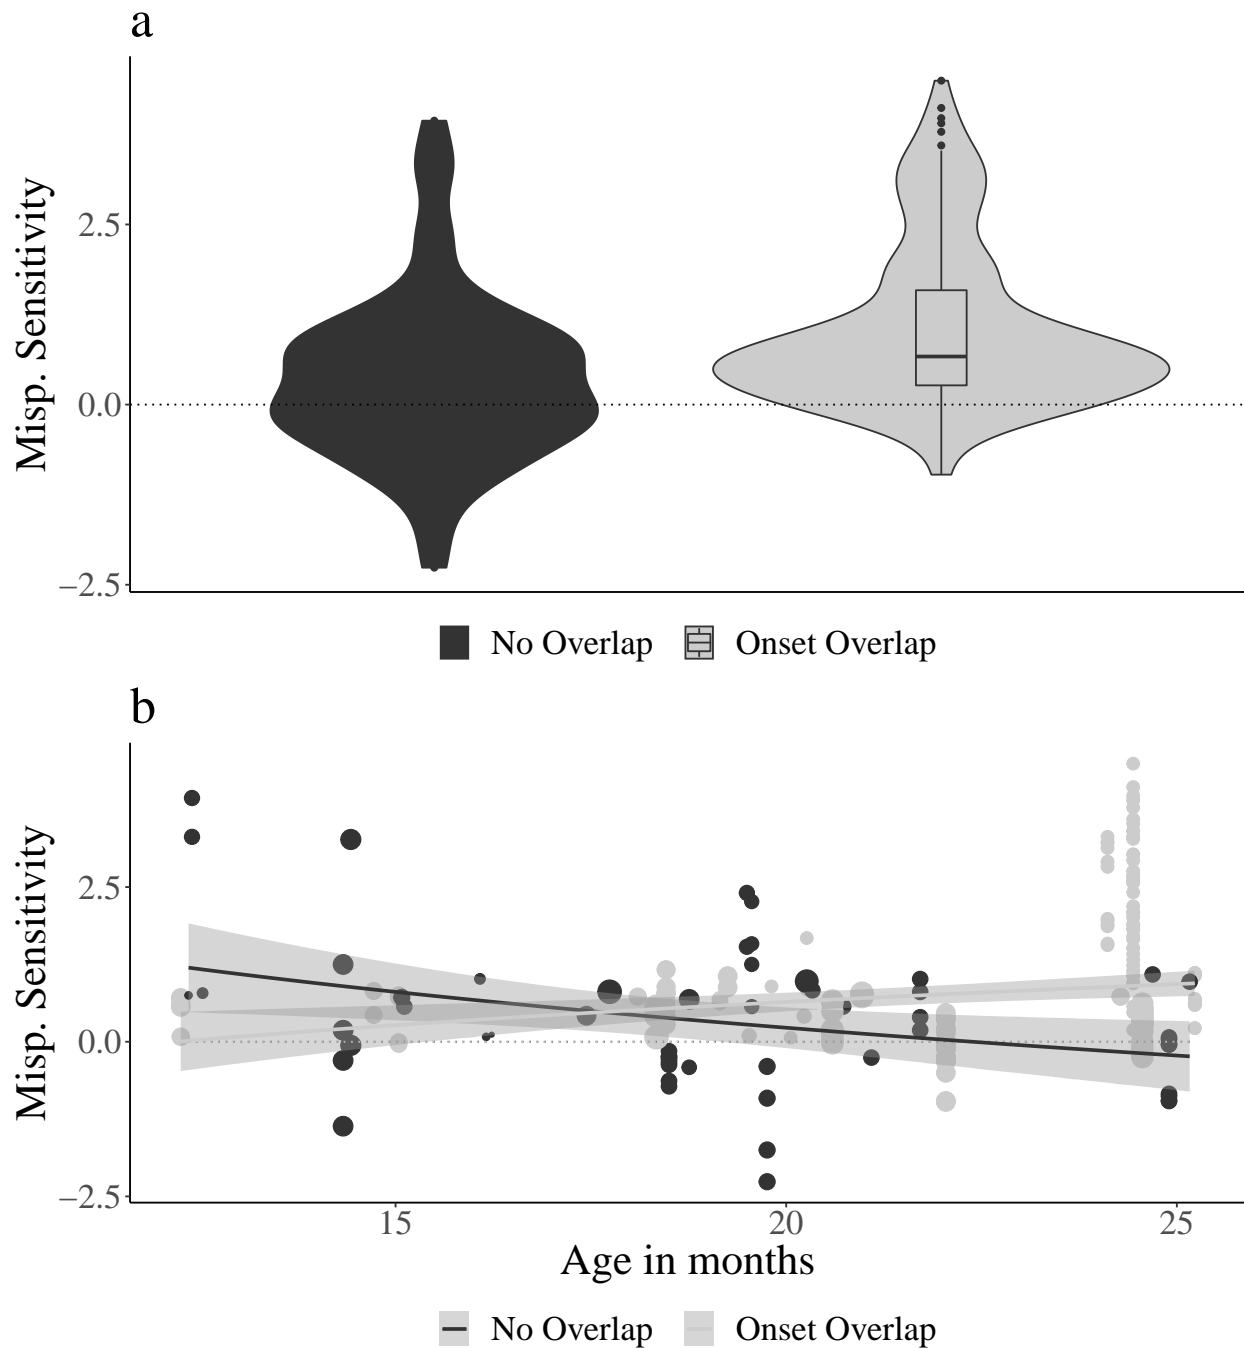 a
Misp. Sensitivity
2.5
0.0
−2.5
No Overlap
Onset Overlap
b
Misp. Sensitivity
2.5
0.0
−2.5
15
20
25
Age in months
No Overlap
Onset Overlap